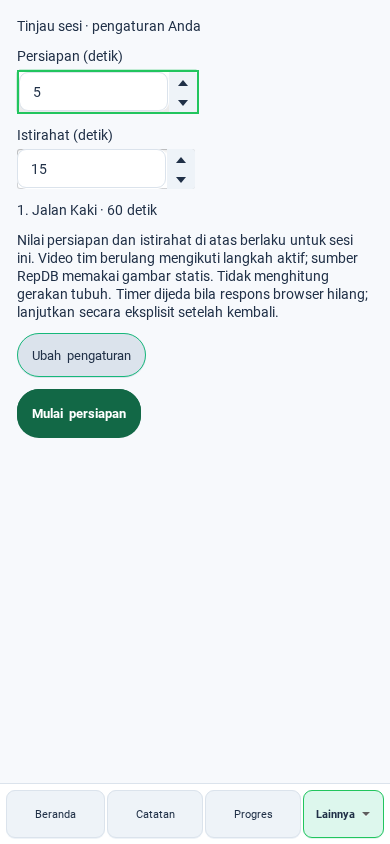 Tinjau sesi · pengaturan Anda
Persiapan (detik)
5
Istirahat (detik)
15
1. Jalan Kaki · 60 detik
Nilai persiapan dan istirahat di atas berlaku untuk sesi
ini. Video tim berulang mengikuti langkah aktif; sumber
RepDB memakai gambar statis. Tidak menghitung
gerakan tubuh. Timer dijeda bila respons browser hilang;
lanjutkan secara eksplisit setelah kembali.
Ubah pengaturan
Mulai persiapan
Beranda
Catatan
Progres
Lainnya